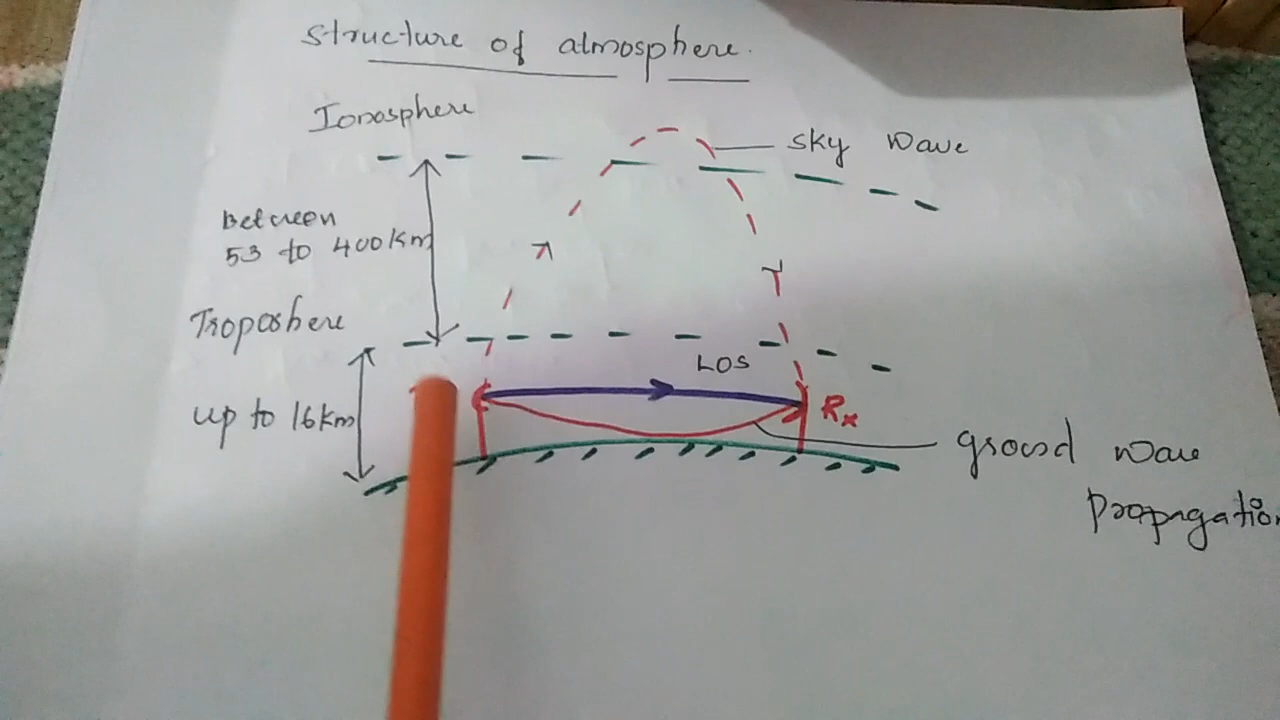 structure of atmosphere.
Ionosphere
sky wave
Between
53 to 400km
Troposhere
LOS
up to 16km
Rx
ground wave
propagation